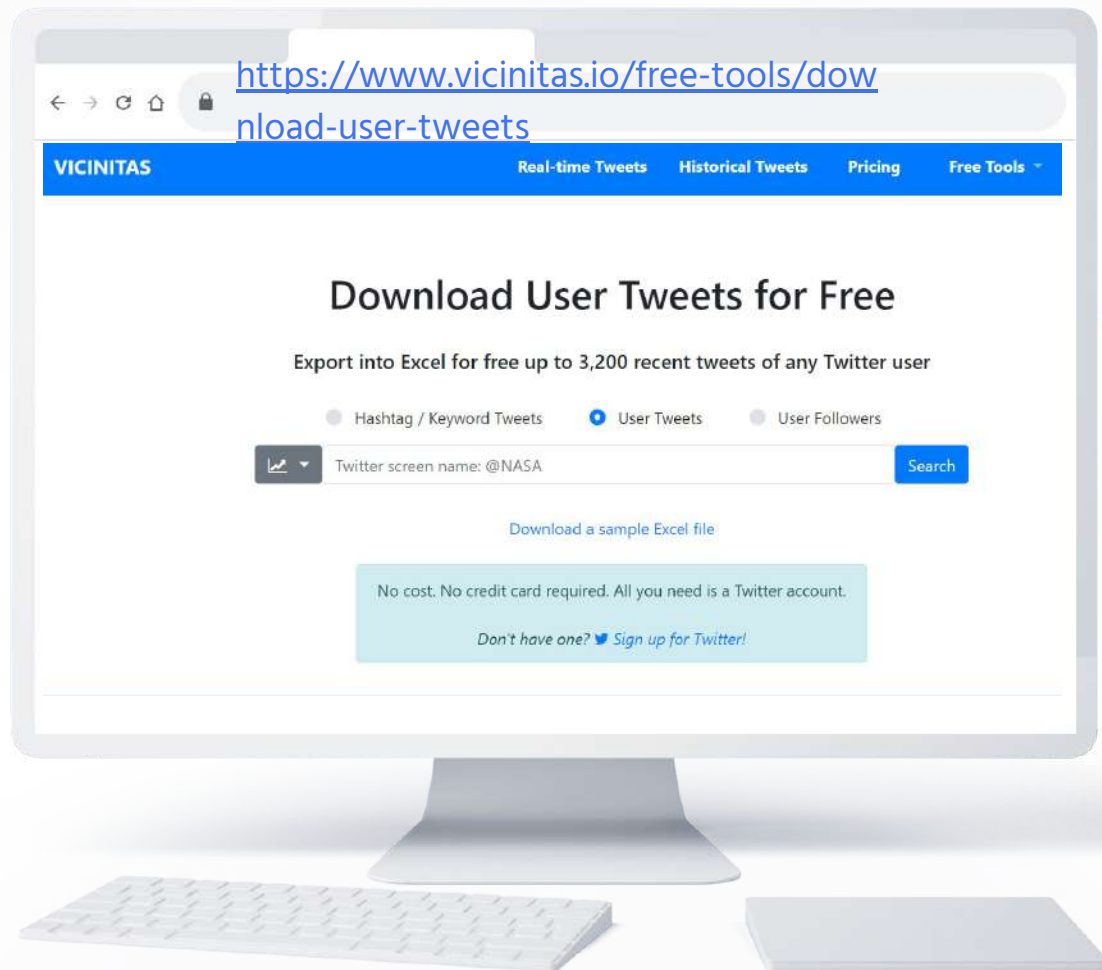 https://www.vicinitas.io/free-tools/dow
nload-user-tweets
VICINITAS Real-time Tweets Historical Tweets Pricing Free Tools
Download User Tweets for Free
Export into Excel for free up to 3,200 recent tweets of any Twitter user
Hashtag / Keyword Tweets User Tweets User Followers
Twitter screen name: @NASA Search
Download a sample Excel file
No cost. No credit card required. All you need is a Twitter account.
Don't have one? Sign up for Twitter!